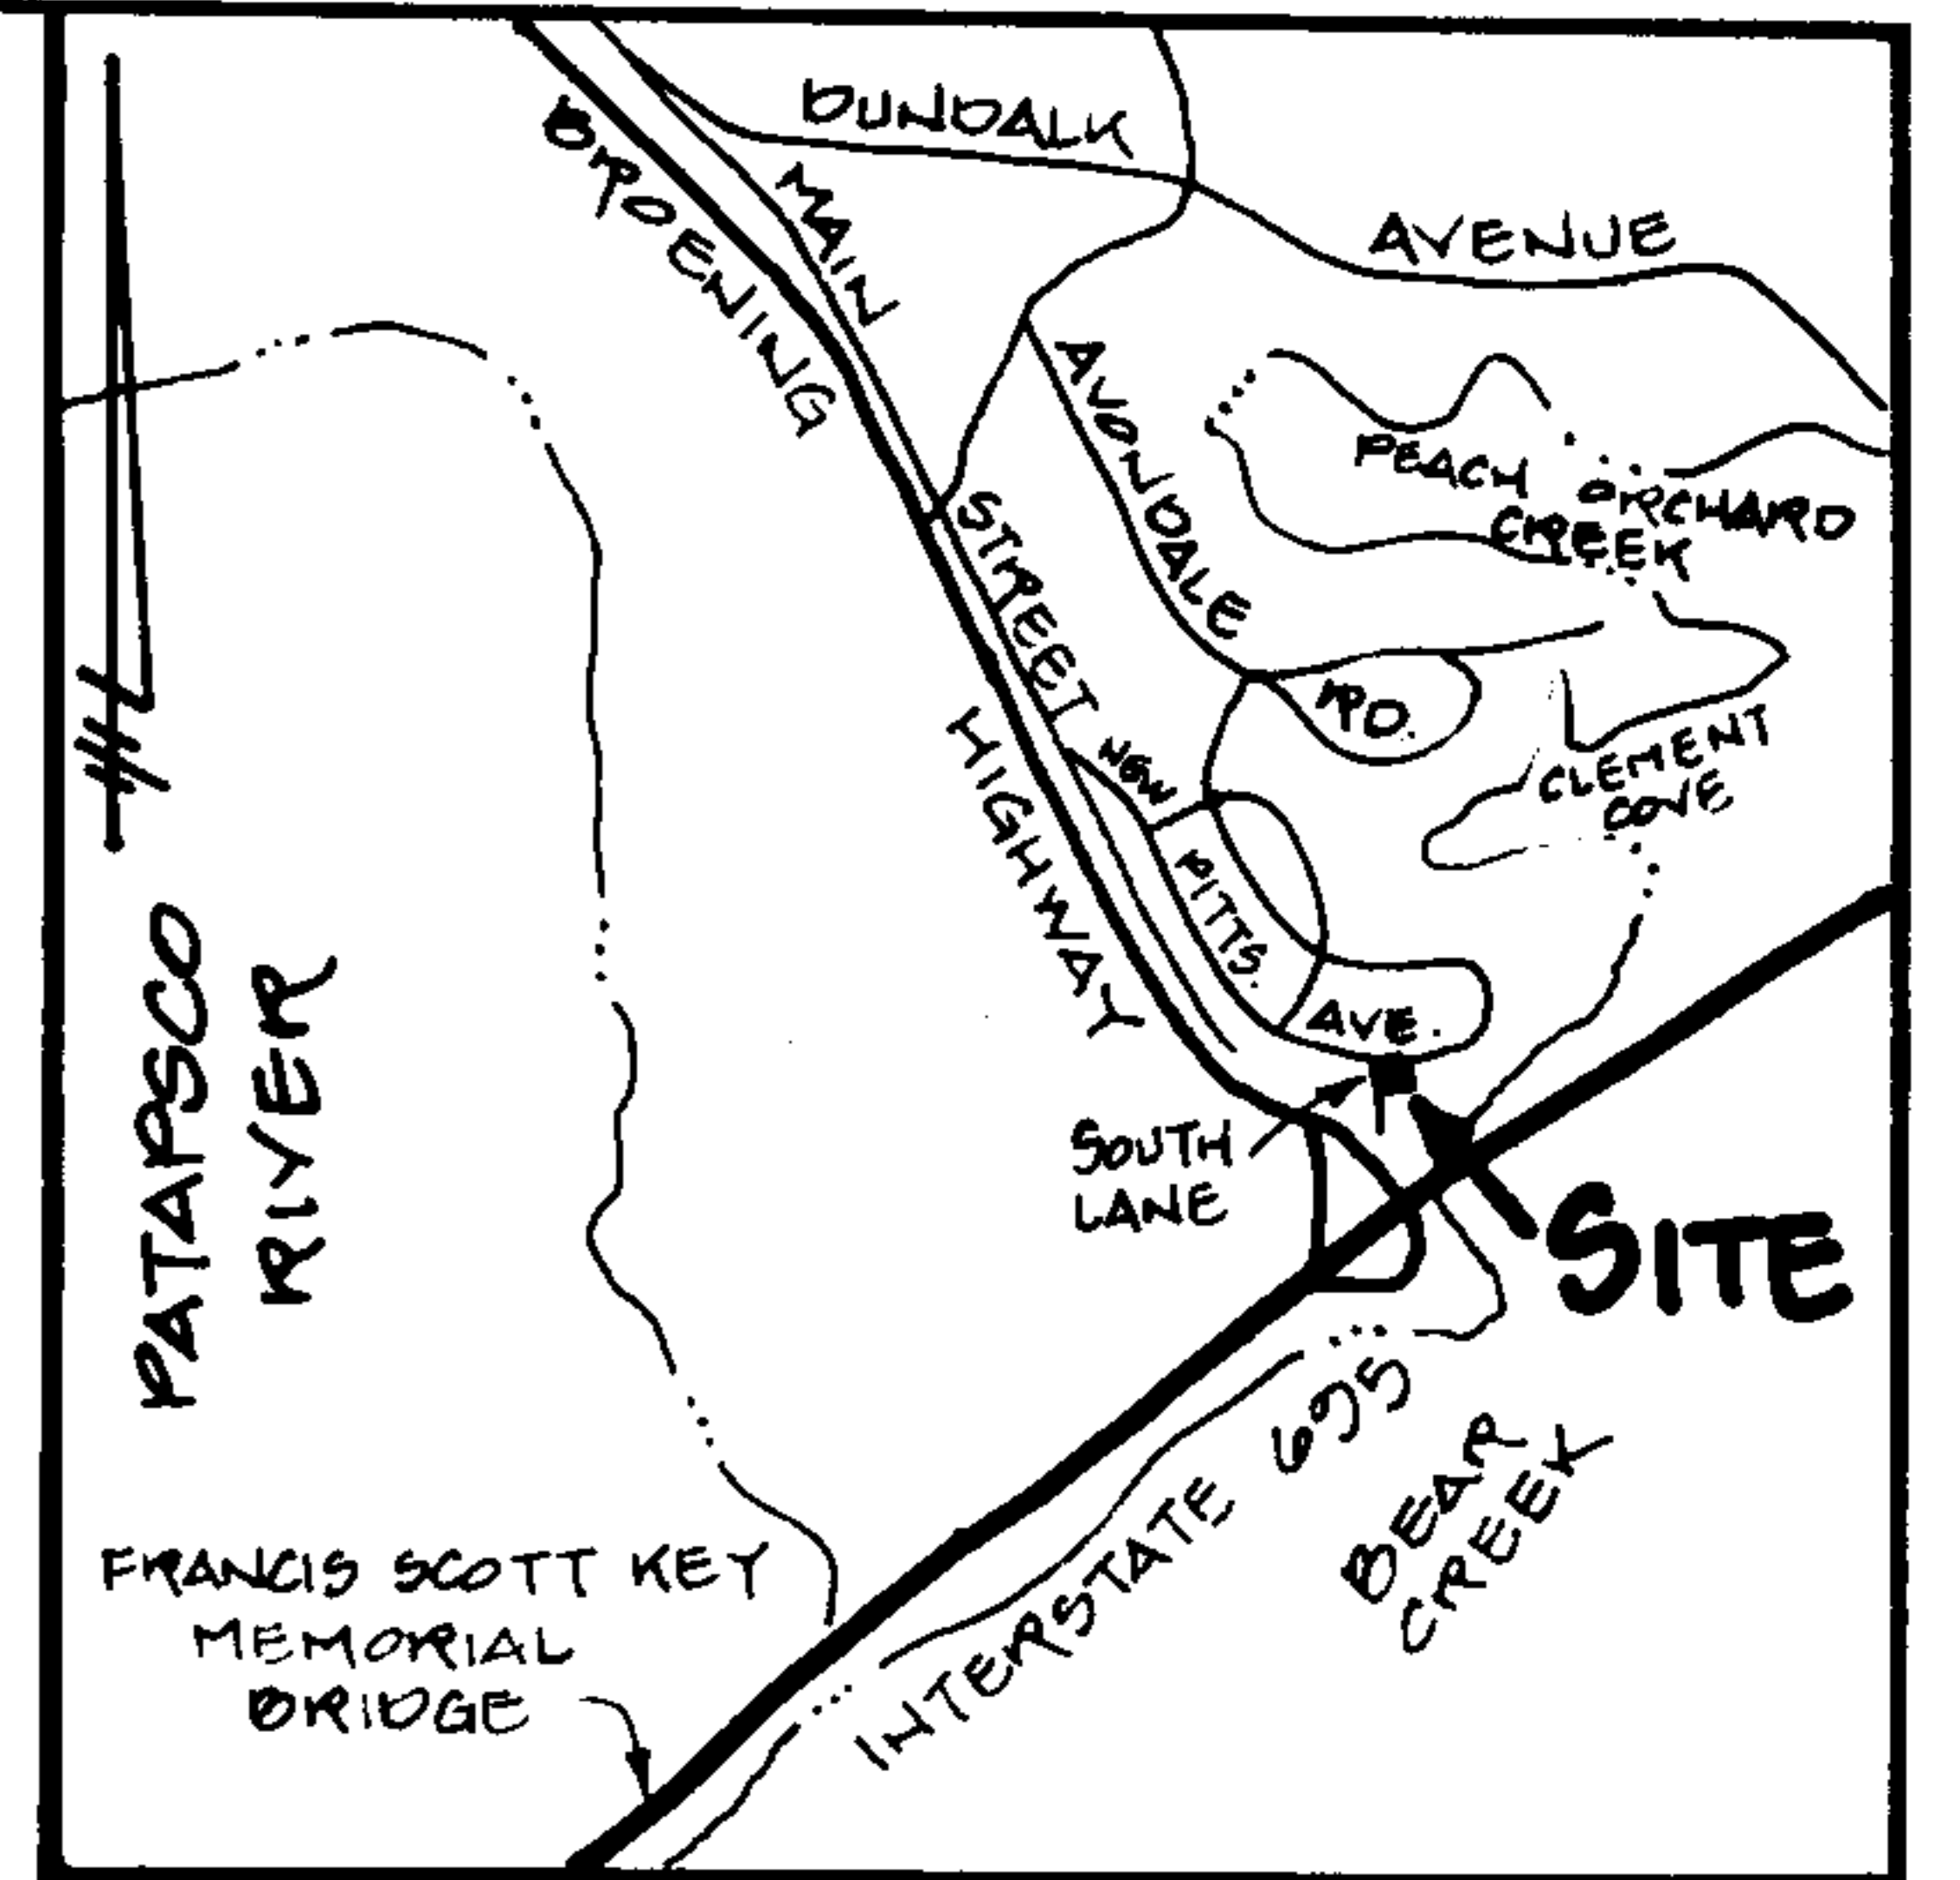 DUNDALK
AVENUE
BROENING
HIGHWAY
MAIN
STREET
AVONDALE
RD.
PEACH ORCHARD
CREEK
CLEMENT
COVE
NEW
PITTS.
AVE.
SOUTH
LANE
SITE
PATAPSCO
RIVER
INTERSTATE 695
BEAR
CREEK
FRANCIS SCOTT KEY
MEMORIAL
BRIDGE